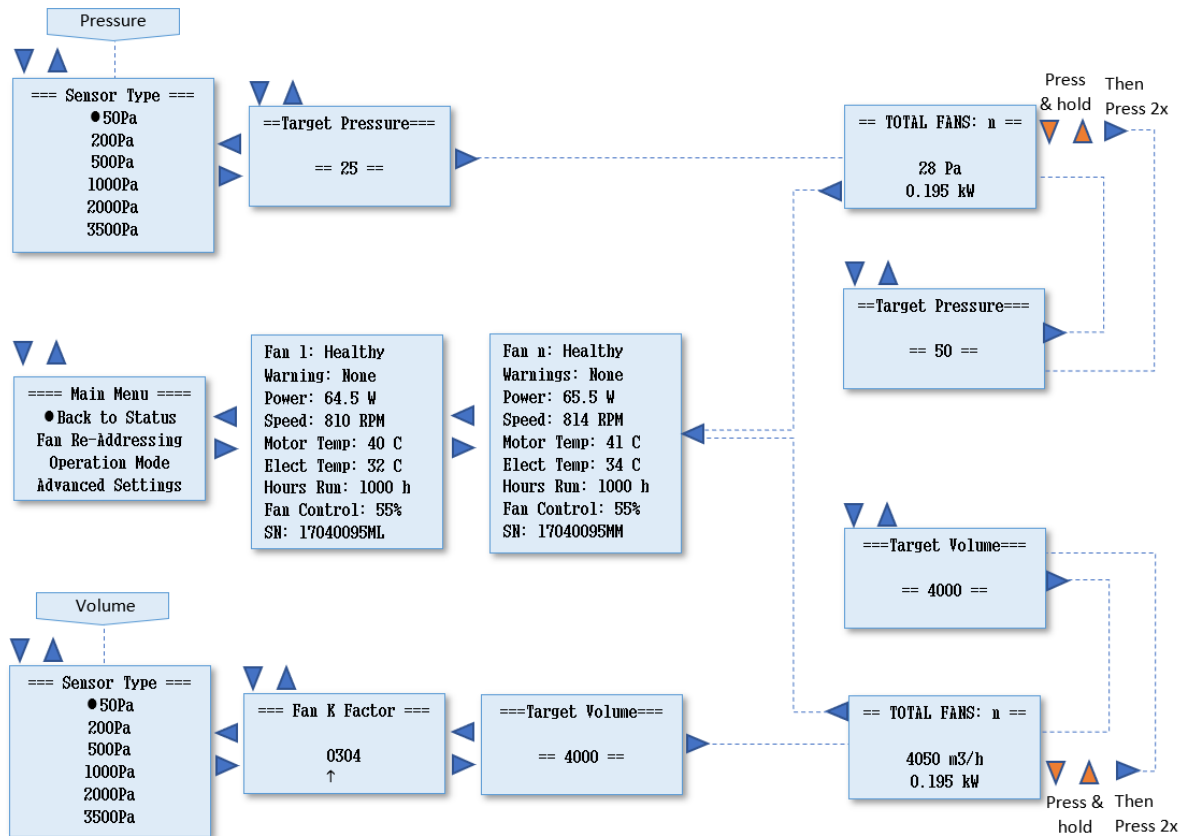 Pressure
=== Sensor Type ===
●50Pa
200Pa
500Pa
1000Pa
2000Pa
3500Pa
==Target Pressure===
== 25 ==
== TOTAL FANS: n ==
28 Pa
0.195 kW
Press
& hold
Then
Press 2x
==Target Pressure===
== 50 ==
==== Main Menu ====
●Back to Status
Fan Re-Addressing
Operation Mode
Advanced Settings
Fan 1: Healthy
Warning: None
Power: 64.5 W
Speed: 810 RPM
Motor Temp: 40 C
Elect Temp: 32 C
Hours Run: 1000 h
Fan Control: 55%
SN: 17040095ML
Fan n: Healthy
Warnings: None
Power: 65.5 W
Speed: 814 RPM
Motor Temp: 41 C
Elect Temp: 34 C
Hours Run: 1000 h
Fan Control: 55%
SN: 17040095MM
===Target Volume===
== 4000 ==
Volume
=== Sensor Type ===
●50Pa
200Pa
500Pa
1000Pa
2000Pa
3500Pa
=== Fan K Factor ===
0304
↑
===Target Volume===
== 4000 ==
== TOTAL FANS: n ==
4050 m3/h
0.195 kW
Press &
hold
Then
Press 2x